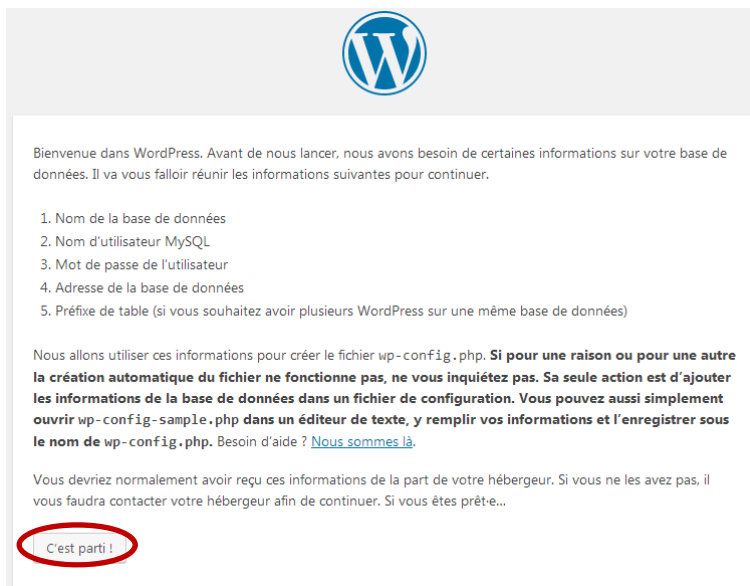 Bienvenue dans WordPress. Avant de nous lancer, nous avons besoin de certaines informations sur votre base de
données. Il va vous falloir réunir les informations suivantes pour continuer.
1. Nom de la base de données
2. Nom d’utilisateur MySQL
3. Mot de passe de l’utilisateur
4. Adresse de la base de données
5. Préfixe de table (si vous souhaitez avoir plusieurs WordPress sur une même base de données)
Nous allons utiliser ces informations pour créer le fichier wp-config.php. Si pour une raison ou pour une autre
la création automatique du fichier ne fonctionne pas, ne vous inquiétez pas. Sa seule action est d’ajouter
les informations de la base de données dans un fichier de configuration. Vous pouvez aussi simplement
ouvrir wp-config-sample.php dans un éditeur de texte, y remplir vos informations et l’enregistrer sous
le nom de wp-config.php. Besoin d’aide ? Nous sommes là.
Vous devriez normalement avoir reçu ces informations de la part de votre hébergeur. Si vous ne les avez pas, il
vous faudra contacter votre hébergeur afin de continuer. Si vous êtes prêt·e…
C’est parti !